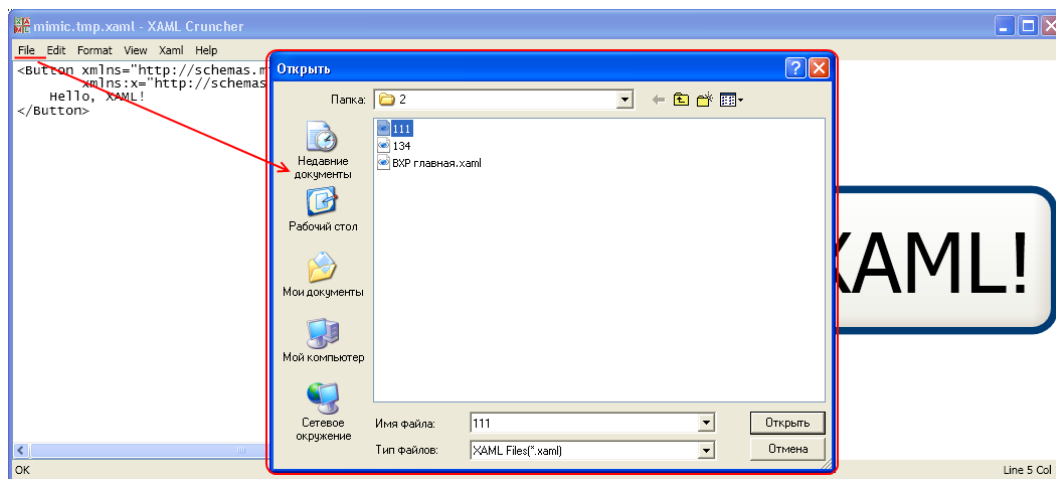 mimic.tmp.xaml - XAML Cruncher
File Edit Format View Xaml Help
<Button xmlns="http://schemas.m
xmlns:x="http://schemas
Hello, XAML!
</Button>
Открыть
Папка: 2
111
134
ВХР главная.xaml
Недавние
документы
Рабочий стол
Мои документы
Мой компьютер
Сетевое
окружение
Имя файла: 111 Открыть
Тип файлов: XAML Files(*.xaml) Отмена
XAML!
OK Line 5 Col